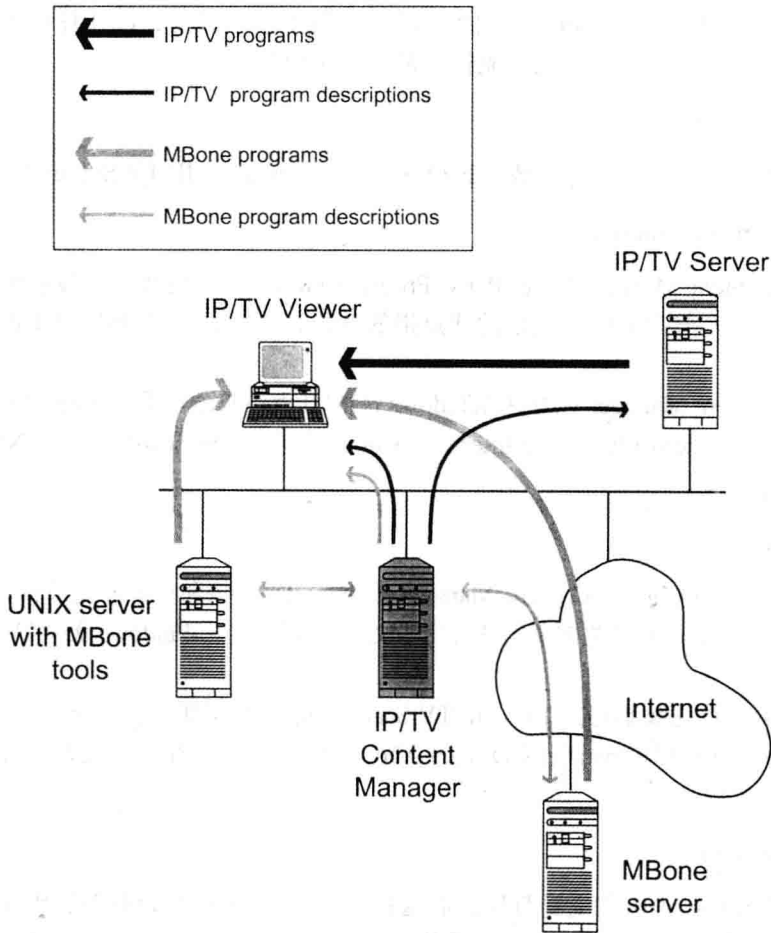 IP/TV programs
IP/TV program descriptions
MBone programs
MBone program descriptions
IP/TV Server
IP/TV Viewer
UNIX server
with MBone
tools
IP/TV
Content
Manager
Internet
MBone
server